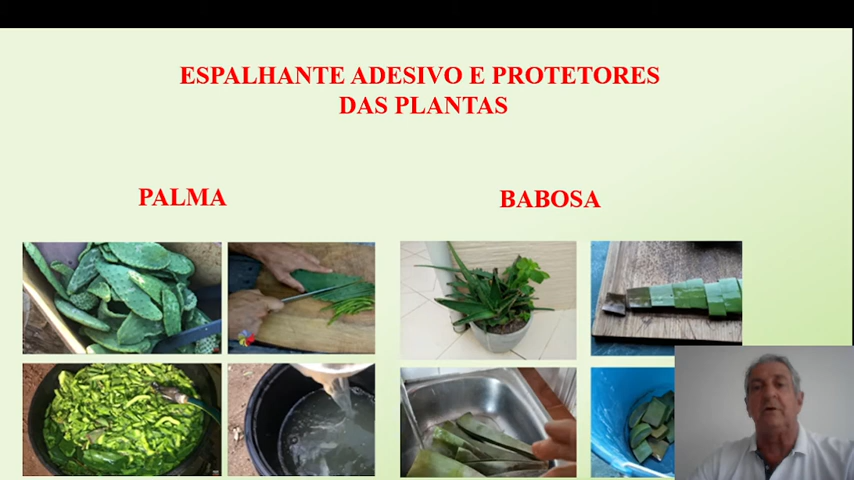 ESPALHANTE ADESIVO E PROTETORES
DAS PLANTAS
PALMA
BABOSA